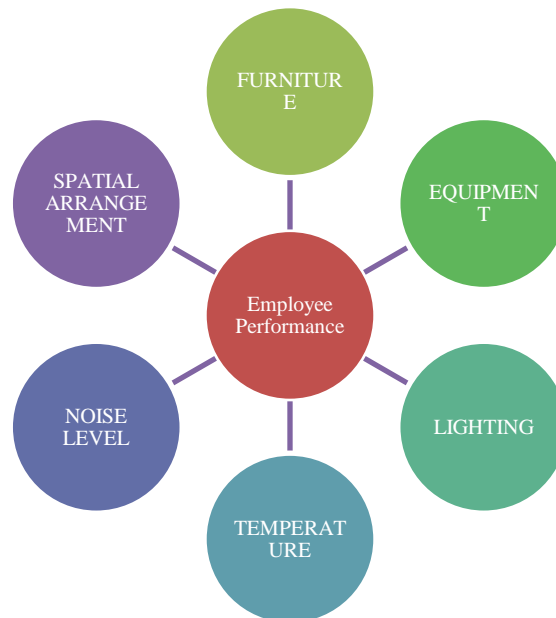 FURNITUR
E
SPATIAL
ARRANGE
MENT
EQUIPMEN
T
Employee
Performance
NOISE
LEVEL
LIGHTING
TEMPERAT
URE